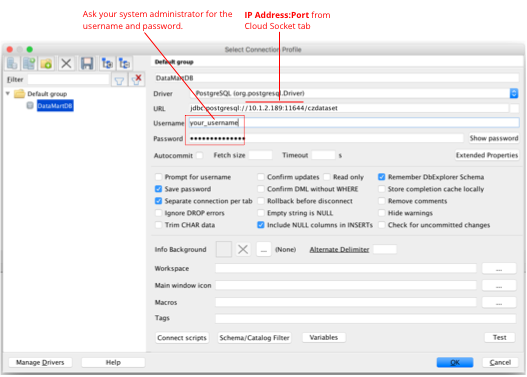 Ask your system administrator for the
username and password.
IP Address:Port from
Cloud Socket tab
Select Connection Profile
Default group
Filter
Default group
DataMartDB
DataMartDB
Driver PostgreSQL (org.postgresql.Driver)
URL jdbc:postgresql://10.1.2.189:11644/czdataset
Username your_username
Password •••••••••••••• Show password
Autocommit Fetch size Timeout s Extended Properties
Prompt for username Confirm updates Read only Remember DbExplorer Schema
Save password Confirm DML without WHERE Store completion cache locally
Separate connection per tab Rollback before disconnect Remove comments
Ignore DROP errors Empty string is NULL Hide warnings
Trim CHAR data Include NULL columns in INSERTs Check for uncommitted changes
Info Background ... (None) Alternate Delimiter
Workspace ...
Main window icon ...
Macros ...
Tags
Connect scripts Schema/Catalog Filter Variables Test
Manage Drivers Help OK Cancel